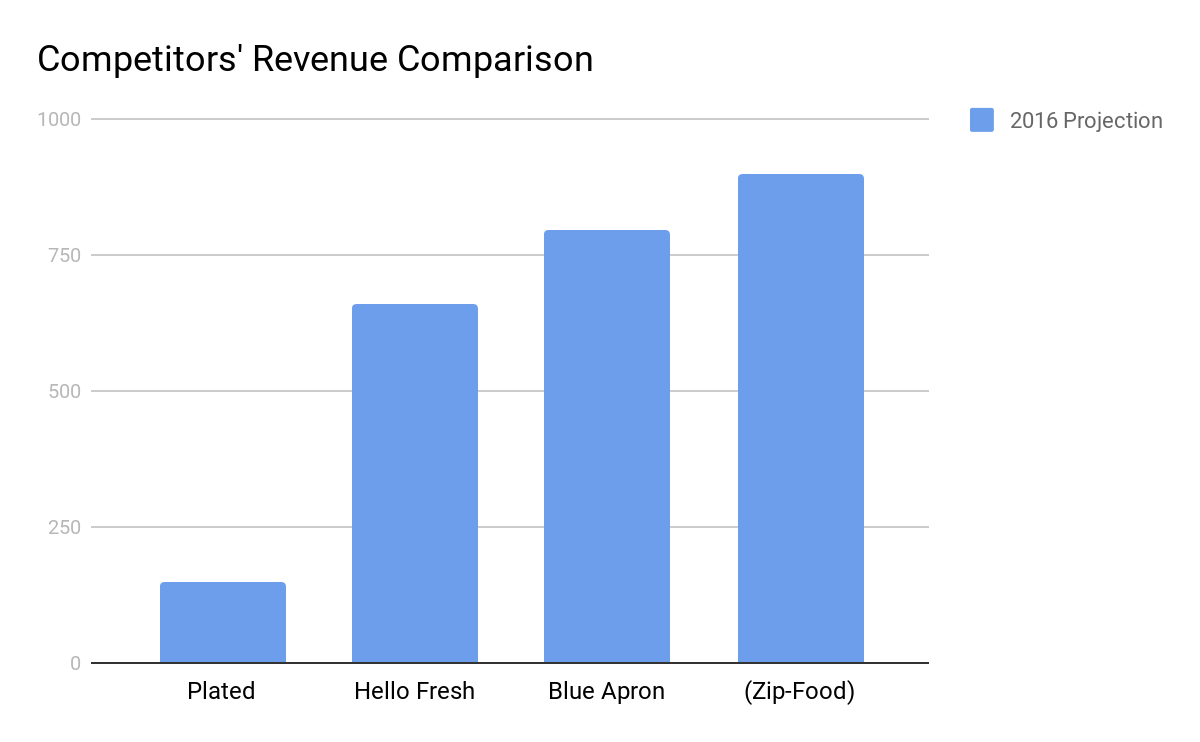 Competitors' Revenue Comparison
1000
2016 Projection
750
500
250
0
Plated
Hello Fresh
Blue Apron
(Zip-Food)